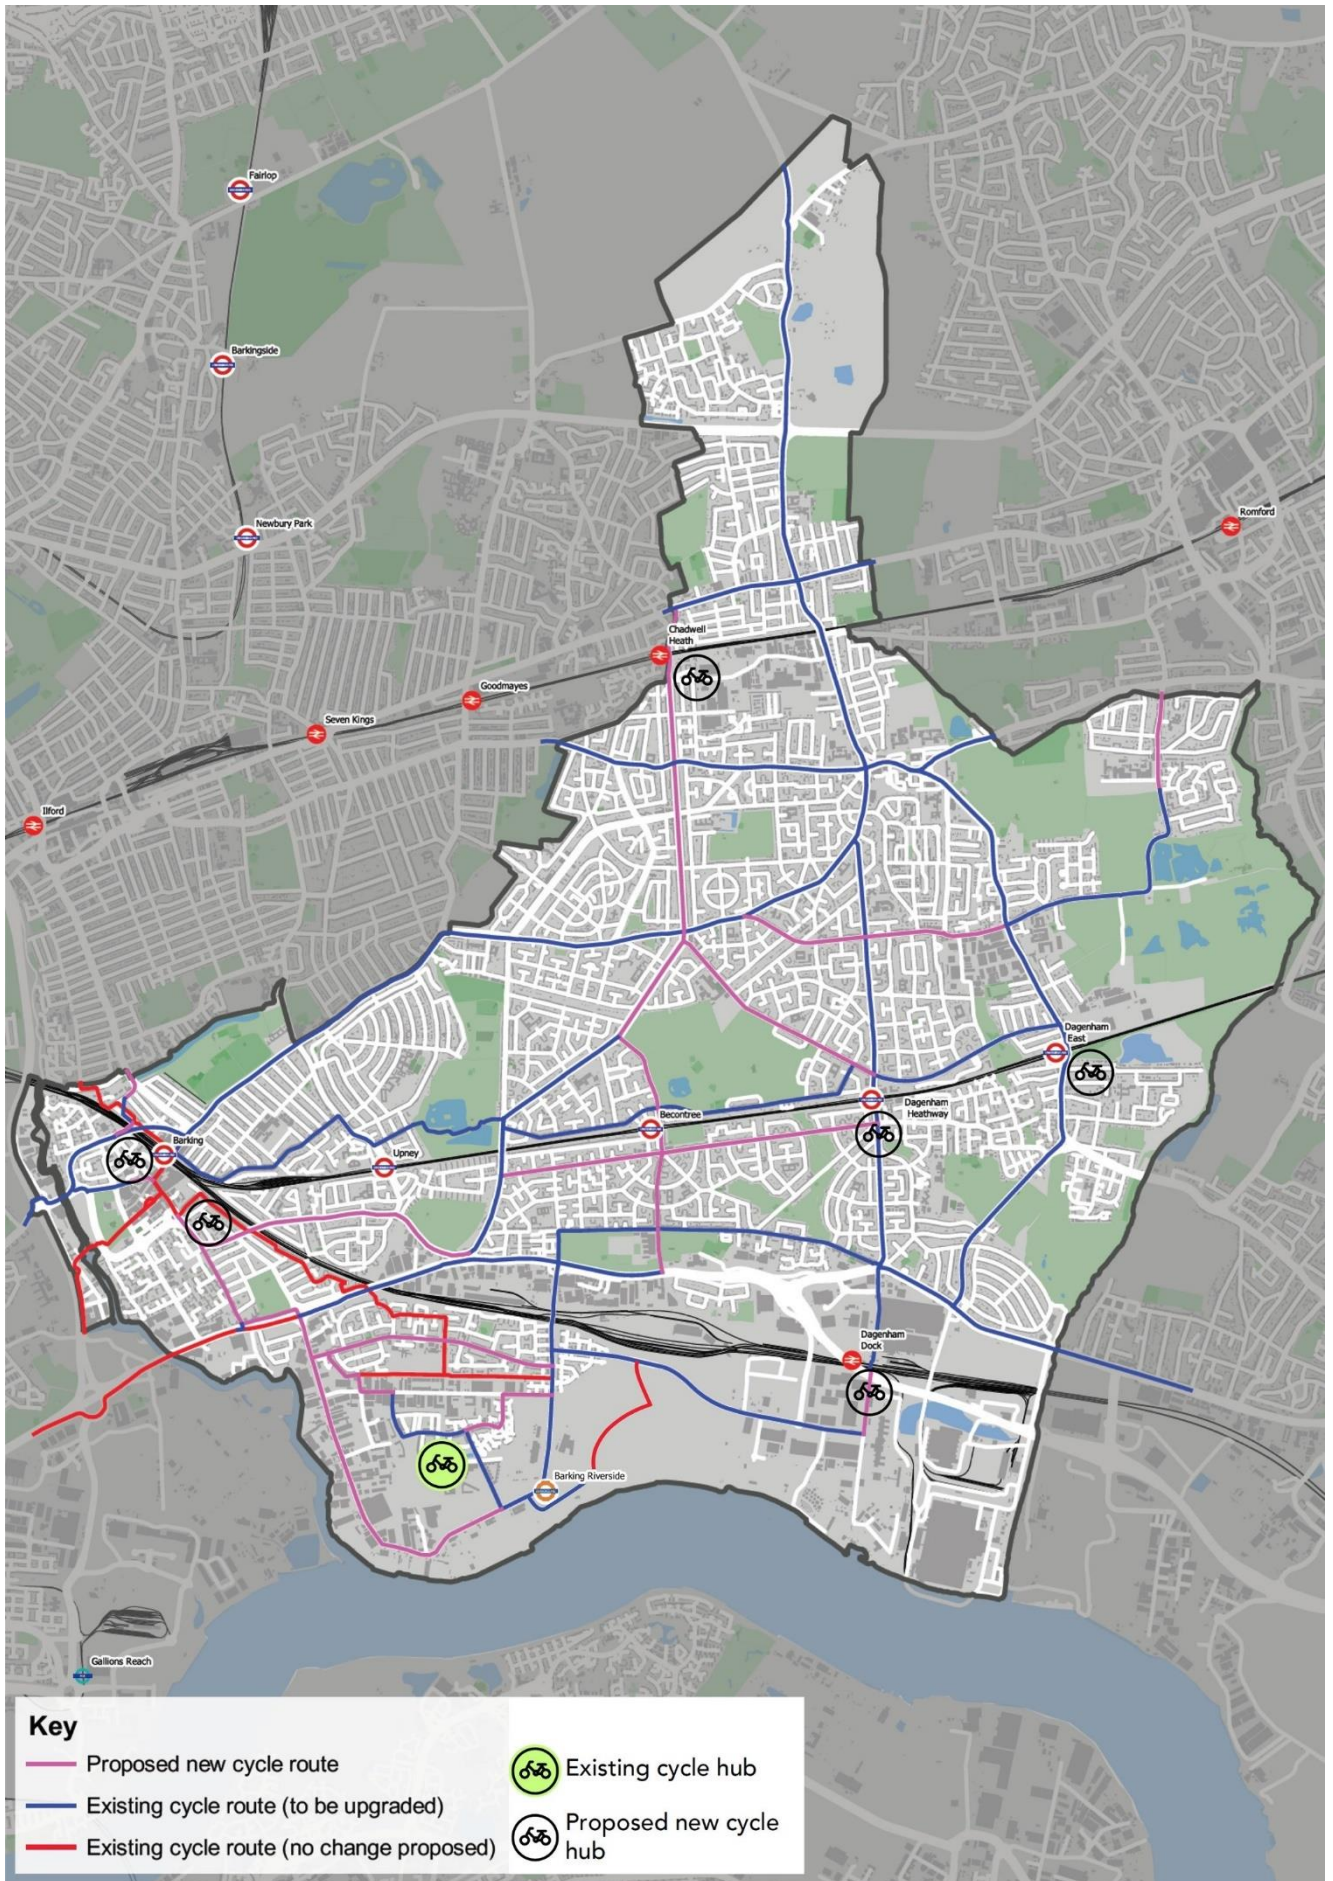 Fairlop
Barkingside
Newbury Park
Romford
Chadwell
Heath
Goodmayes
Seven Kings
Ilford
Dagenham
East
Dagenham
Heathway
Becontree
Barking
Upney
Dagenham
Dock
Barking Riverside
Gallions Reach
Key
Proposed new cycle route
Existing cycle route (to be upgraded)
Existing cycle route (no change proposed)
Existing cycle hub
Proposed new cycle
hub